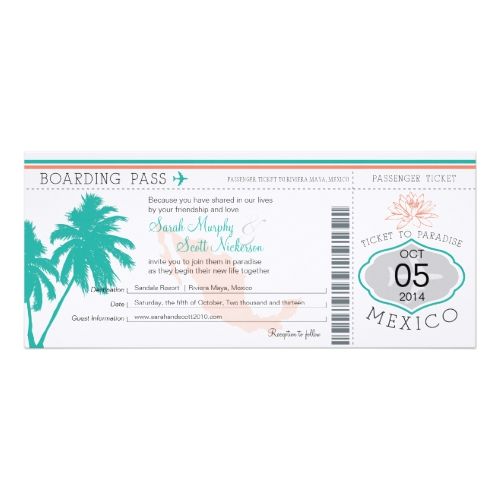 BOARDING PASS
PASSENGER TICKET TO RIVIERA MAYA, MEXICO
PASSENGER TICKET
Because you have shared in our lives
by your friendship and love
Sarah Murphy &
Scott Nickerson
invite you to join them in paradise
as they begin their new life together
Destination: Sandals Resort | Riviera Maya, Mexico
Date: Saturday, the fifth of October, Two thousand and thirteen
Guest Information: www.sarahandscott2010.com
Reception to follow
TICKET TO PARADISE
OCT
05
2014
MEXICO